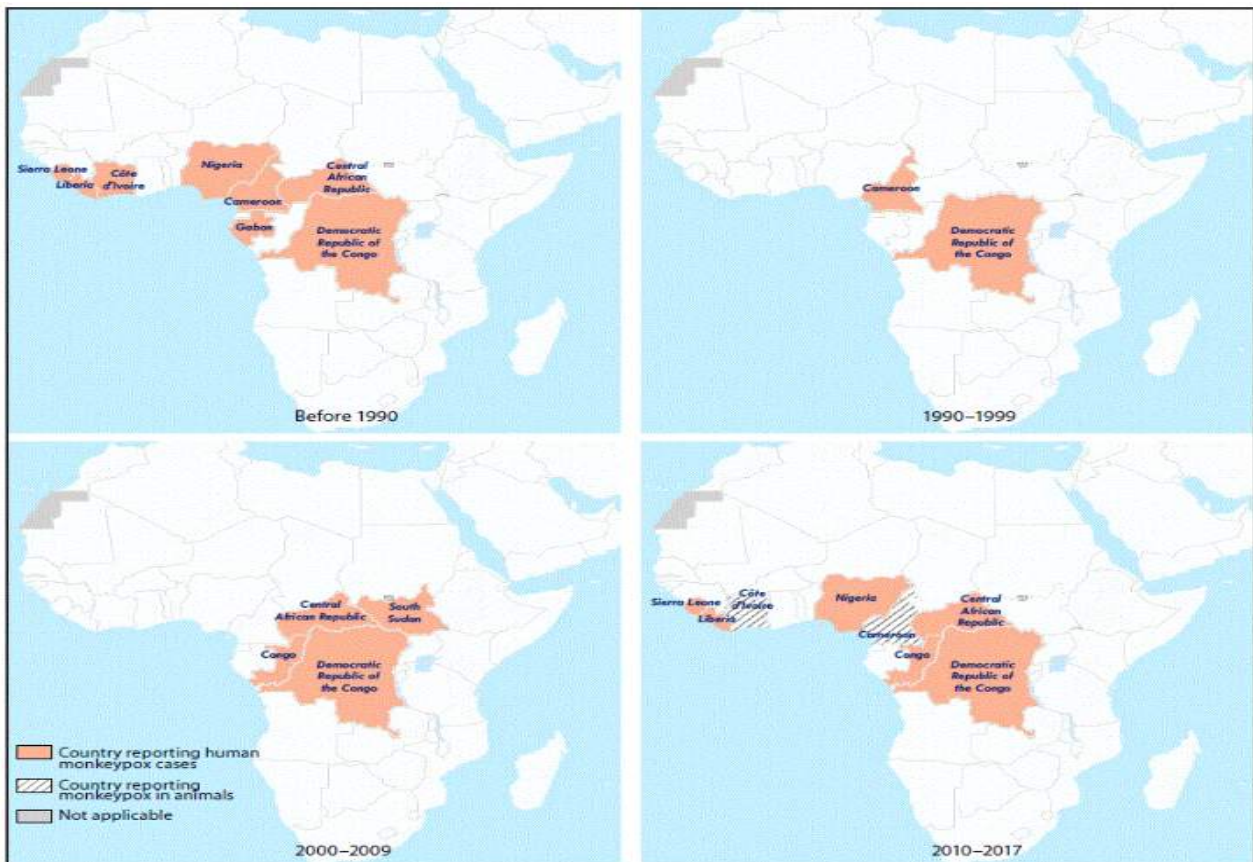 Sierra Leone
Liberia
Côte
d'Ivoire
Nigeria
Cameroon
Gabon
Central
African
Republic
Democratic
Republic of
the Congo
Before 1990
Cameroon
Democratic
Republic of
the Congo
1990–1999
Central
African Republic
South
Sudan
Congo
Democratic
Republic of
the Congo
Country reporting human
monkeypox cases
Country reporting
monkeypox in animals
Not applicable
2000–2009
Sierra Leone
Liberia
Côte
d'Ivoire
Nigeria
Cameroon
Central
African
Republic
Congo
Democratic
Republic of
the Congo
2010–2017